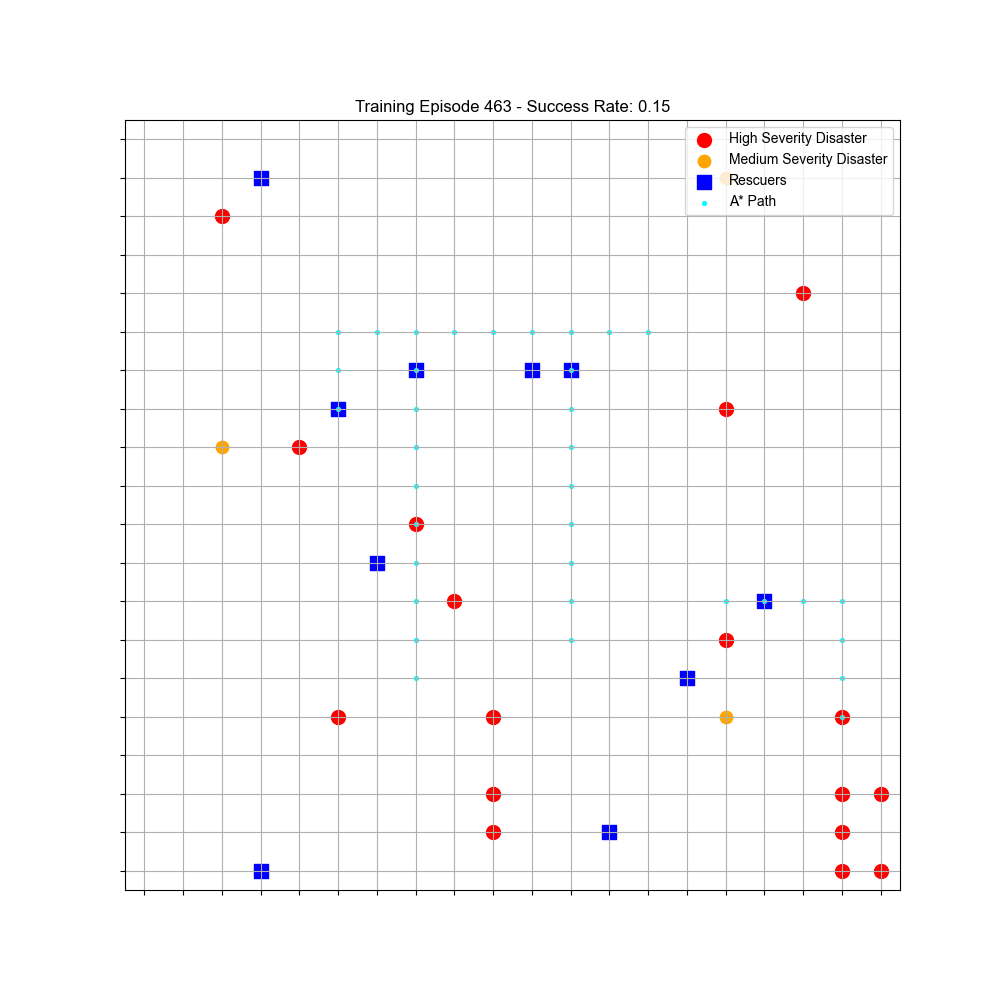 Training Episode 463 - Success Rate: 0.15
High Severity Disaster
Medium Severity Disaster
Rescuers
A* Path